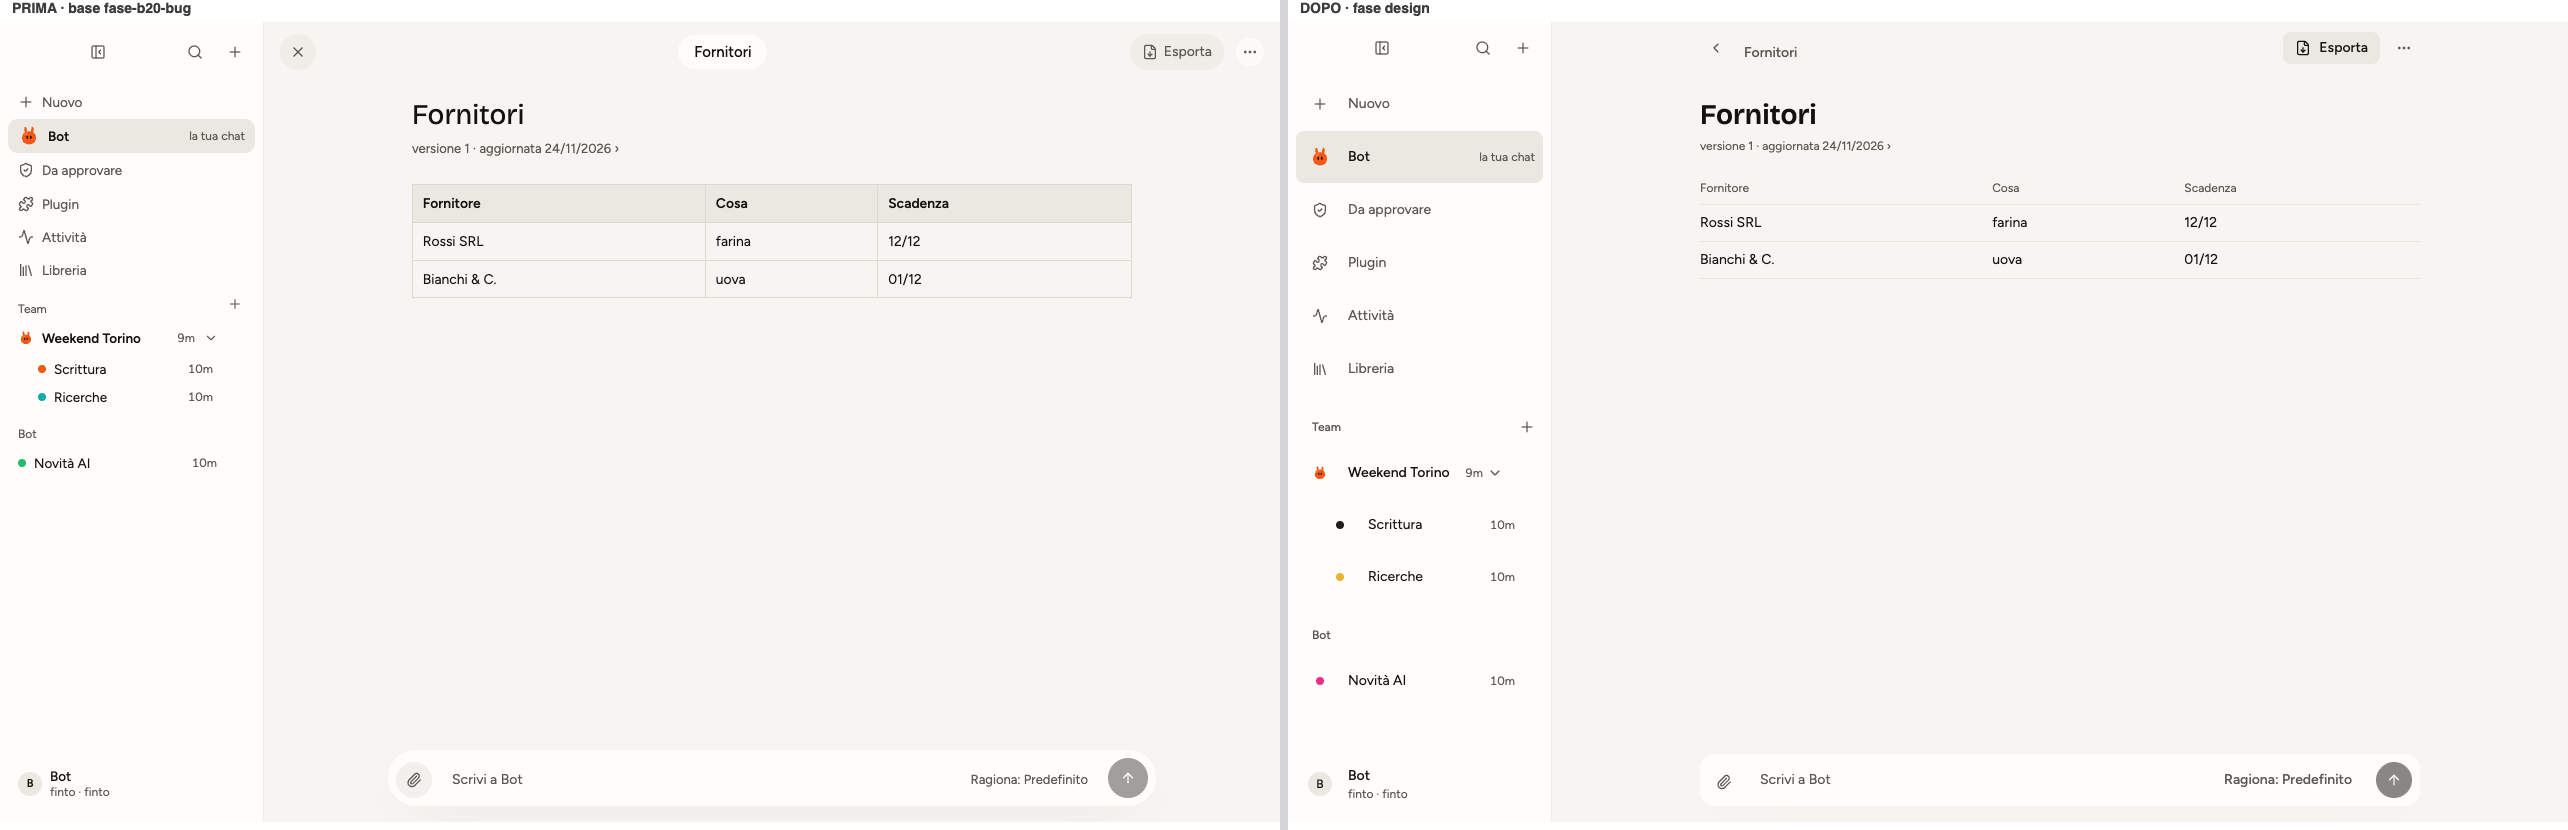 PRIMA · base fase-b20-bug
Fornitori
Esporta
Nuovo
Bot la tua chat
Da approvare
Plugin
Attività
Libreria
Team
Weekend Torino 9m
Scrittura 10m
Ricerche 10m
Bot
Novità AI 10m
B Bot
finto · finto
Fornitori
versione 1 · aggiornata 24/11/2026 ›
Fornitore Cosa Scadenza
Rossi SRL farina 12/12
Bianchi & C. uova 01/12
Scrivi a Bot Ragiona: Predefinito
DOPO · fase design
Fornitori
Esporta
Nuovo
Bot la tua chat
Da approvare
Plugin
Attività
Libreria
Team
Weekend Torino 9m
Scrittura 10m
Ricerche 10m
Bot
Novità AI 10m
B Bot
finto · finto
Fornitori
versione 1 · aggiornata 24/11/2026 ›
Fornitore Cosa Scadenza
Rossi SRL farina 12/12
Bianchi & C. uova 01/12
Scrivi a Bot Ragiona: Predefinito